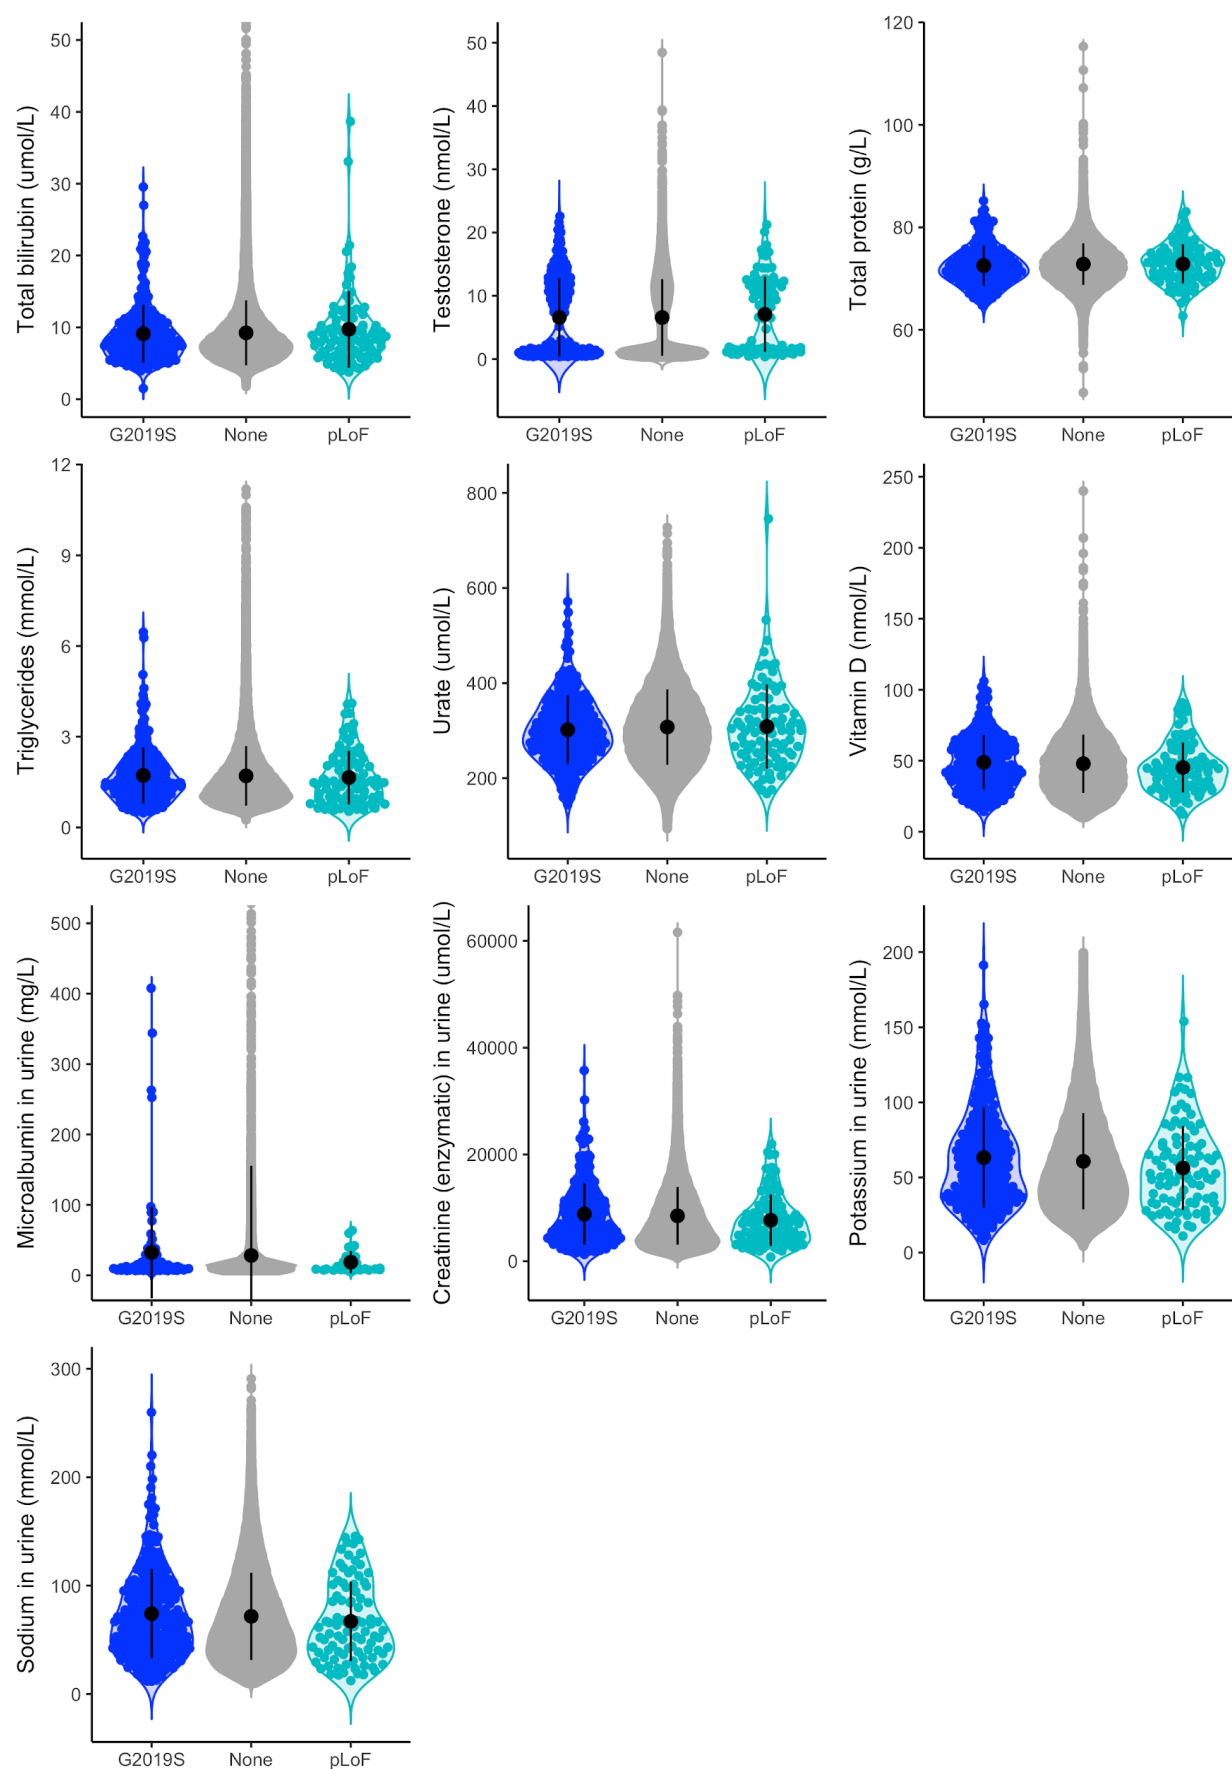 Total bilirubin (umol/L)
50
40
30
20
10
0
G2019S None pLoF
Testosterone (nmol/L)
50
40
30
20
10
0
G2019S None pLoF
Total protein (g/L)
120
100
80
60
G2019S None pLoF
Triglycerides (mmol/L)
12
9
6
3
0
G2019S None pLoF
Urate (umol/L)
800
600
400
200
G2019S None pLoF
Vitamin D (nmol/L)
250
200
150
100
50
0
G2019S None pLoF
Microalbumin in urine (mg/L)
500
400
300
200
100
0
G2019S None pLoF
Creatinine (enzymatic) in urine (umol/L)
60000
40000
20000
0
G2019S None pLoF
Potassium in urine (mmol/L)
200
150
100
50
0
G2019S None pLoF
Sodium in urine (mmol/L)
300
200
100
0
G2019S None pLoF